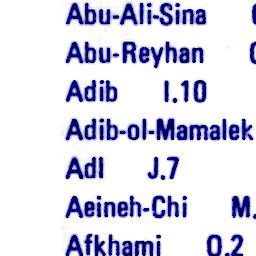 Abu-Ali-Sina
Abu-Reyhan
Adib I.10
Adib-ol-Mamalek
Adl J.7
Aeineh-Chi M.
Afkhami O.2